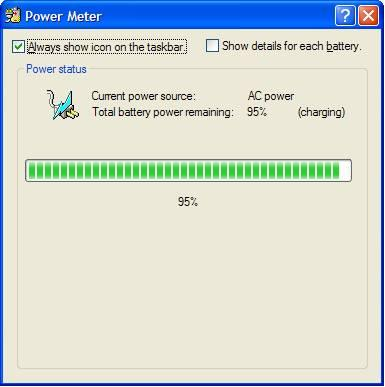 Power Meter
Always show icon on the taskbar. Show details for each battery.
Power status
Current power source: AC power
Total battery power remaining: 95% (charging)
95%